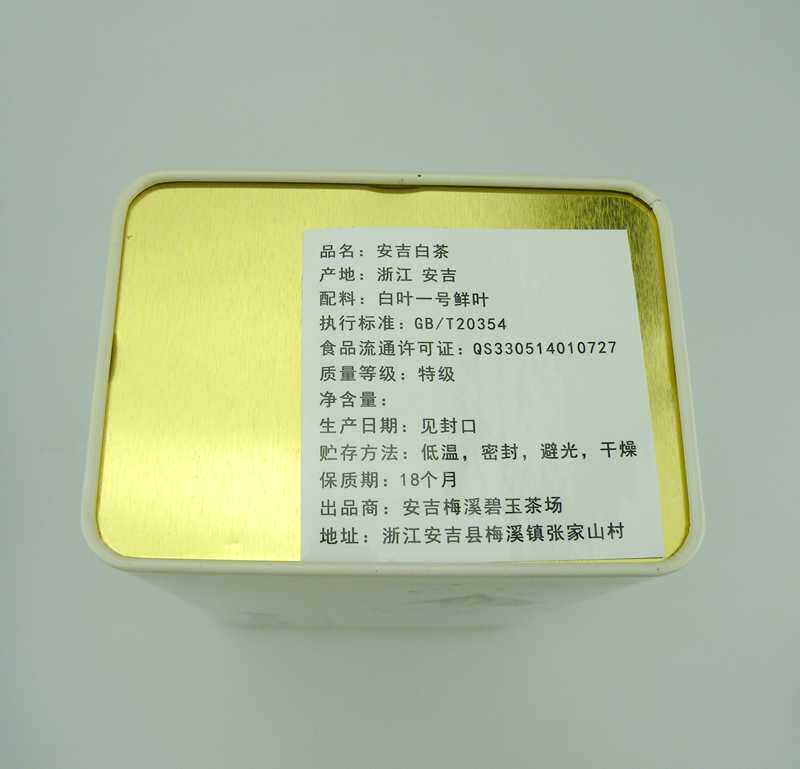 品名：安吉白茶
产地：浙江 安吉
配料：白叶一号鲜叶
执行标准：GB/T20354
食品流通许可证：QS330514010727
质量等级：特级
净含量：
生产日期：见封口
贮存方法：低温，密封，避光，干燥
保质期：18个月
出品商：安吉梅溪碧玉茶场
地址：浙江安吉县梅溪镇张家山村